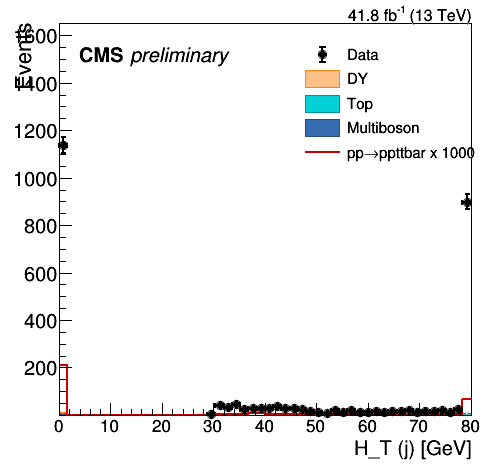 41.8 fb⁻¹ (13 TeV)
CMS preliminary
Events
1600
1400
1200
1000
800
600
400
200
Data
DY
Top
Multiboson
pp→ppttbar x 1000
0 10 20 30 40 50 60 70 80
H_T (j) [GeV]